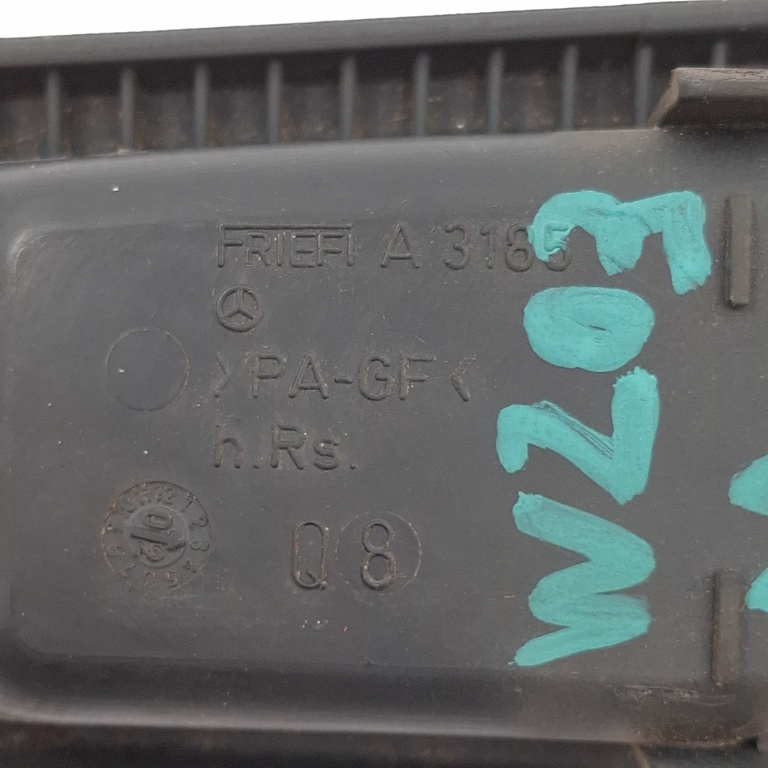 FRIEFI A 3185
>PA-GF<
h.Rs.
Q 8
W203